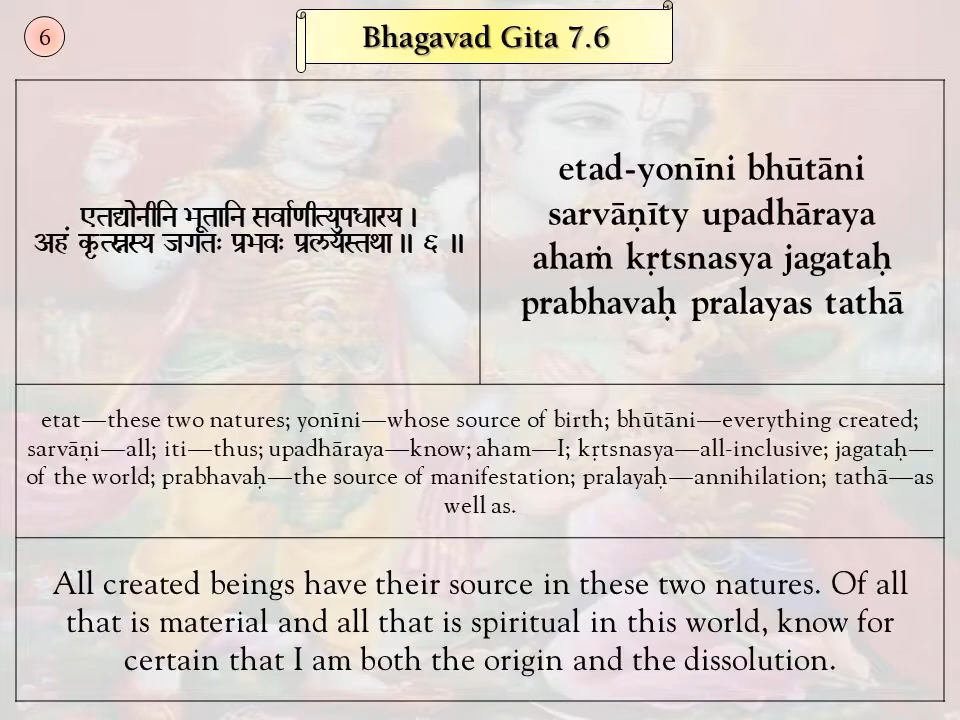 6
Bhagavad Gita 7.6
एतद्योनीनि भूतानि सर्वाणीत्युपधारय ।
अहं कृत्स्नस्य जगतः प्रभवः प्रलयस्तथा ॥ ६ ॥
etad-yonīni bhūtāni
sarvāṇīty upadhāraya
ahaṁ kṛtsnasya jagataḥ
prabhavaḥ pralayas tathā
etat—these two natures; yonīni—whose source of birth; bhūtāni—everything created;
sarvāṇi—all; iti—thus; upadhāraya—know; aham—I; kṛtsnasya—all-inclusive; jagataḥ—
of the world; prabhavaḥ—the source of manifestation; pralayaḥ—annihilation; tathā—as
well as.
All created beings have their source in these two natures. Of all
that is material and all that is spiritual in this world, know for
certain that I am both the origin and the dissolution.